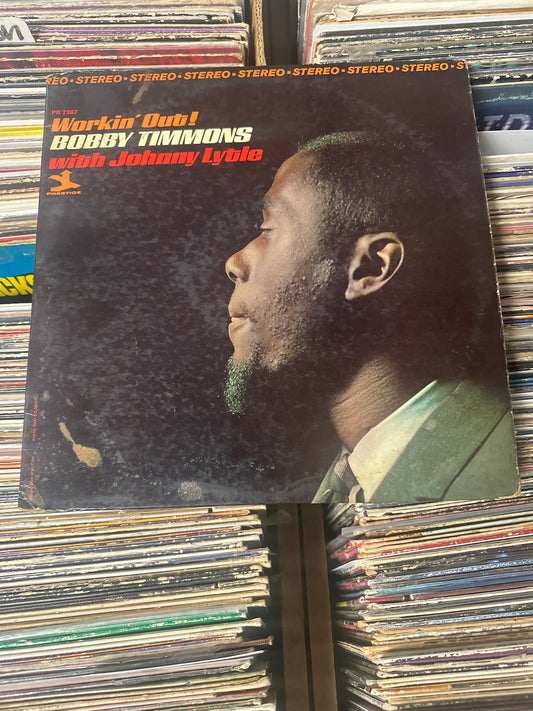 STEREO • STEREO • STEREO • STEREO • STEREO • STEREO • STEREO • S
PR 7387
Workin' Out!
BOBBY TIMMONS
with Johnny Lytle
PRESTIGE